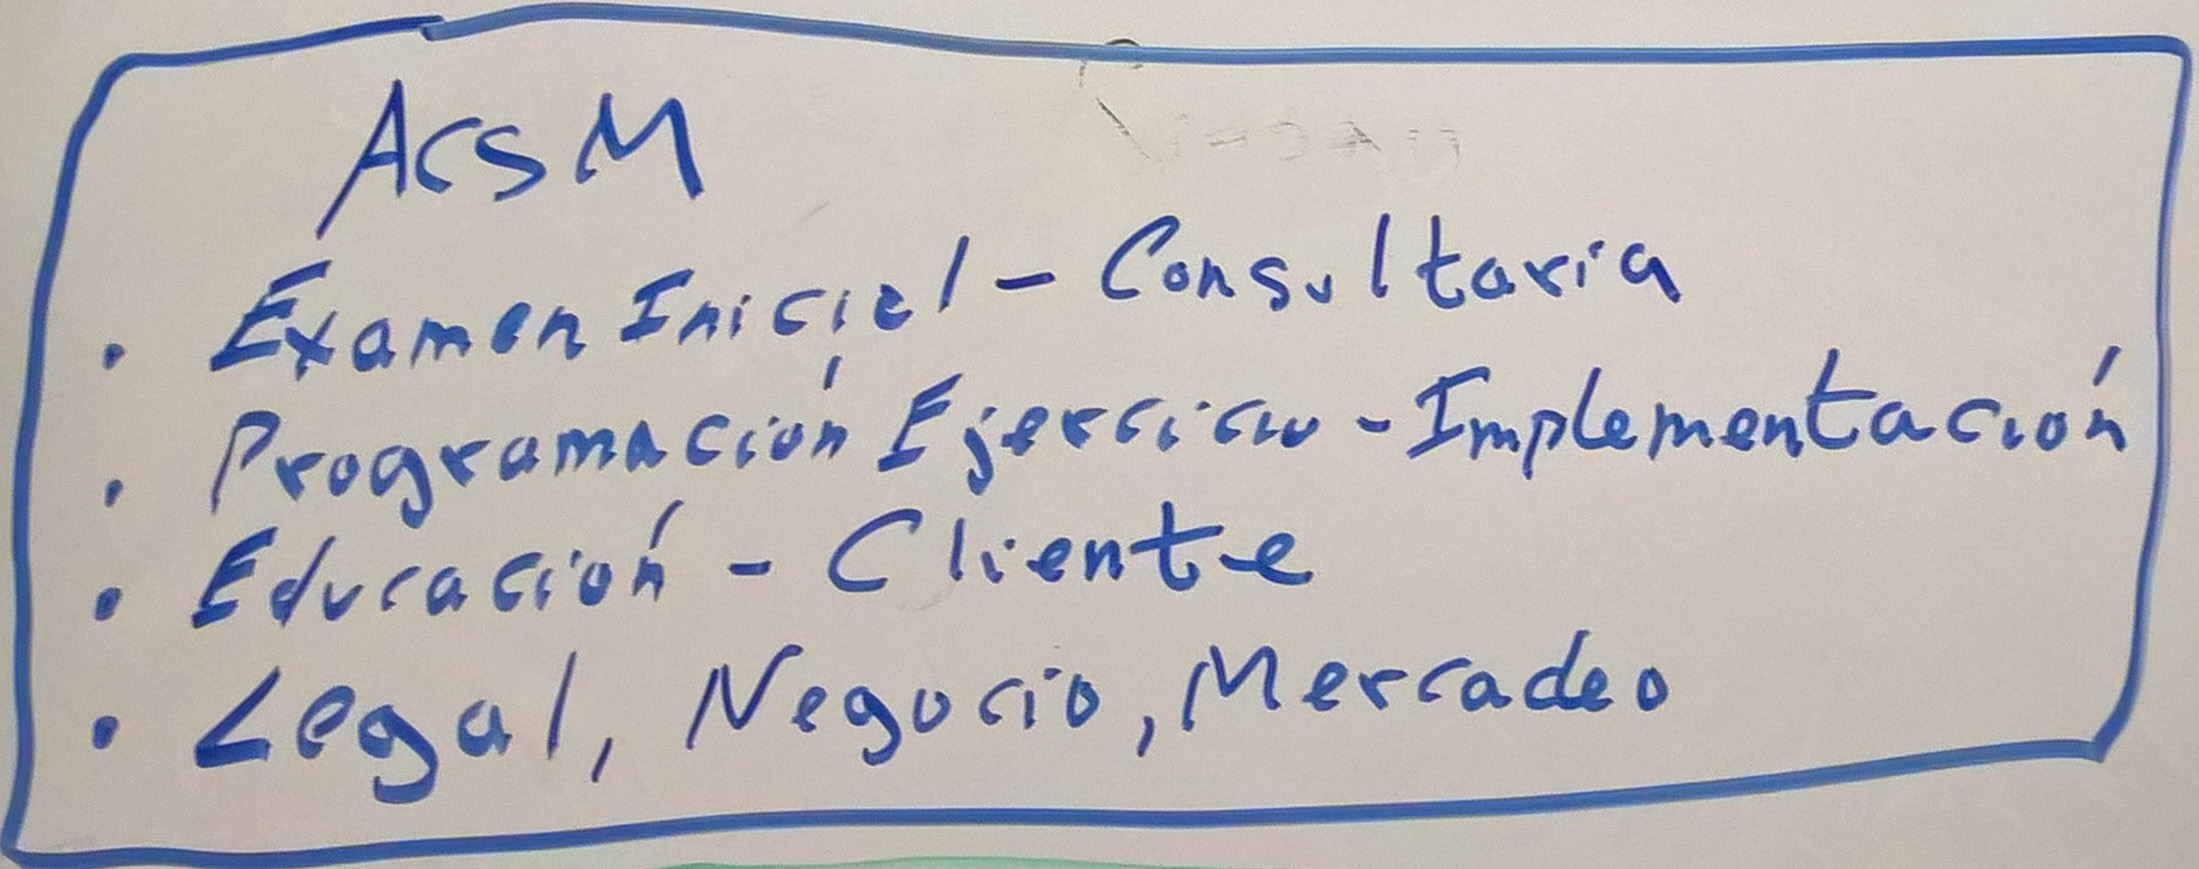 ACSM
• Examen Inicial - Consultaria
• Programación Ejercicio - Implementación
• Educación - Cliente
• Legal, Negocio, Mercadeo